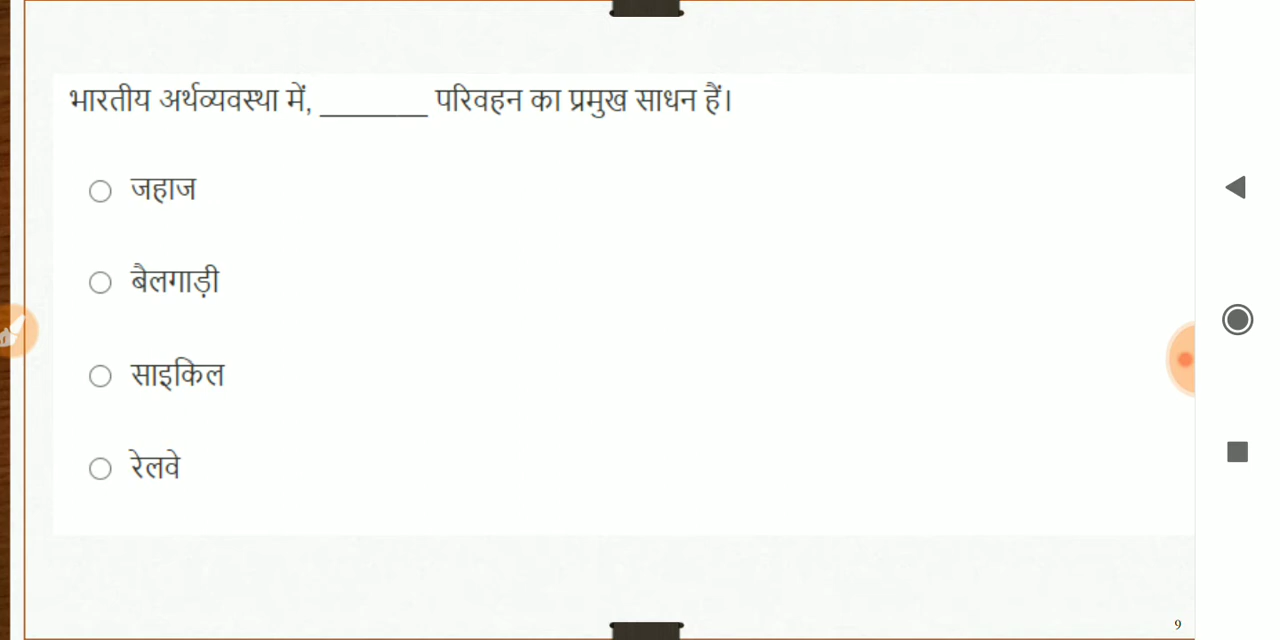 भारतीय अर्थव्यवस्था में, ________ परिवहन का प्रमुख साधन हैं।
जहाज
बैलगाड़ी
साइकिल
रेलवे
9